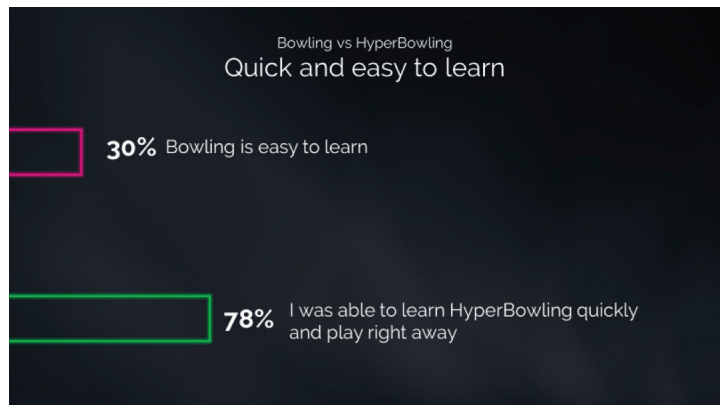 Bowling vs HyperBowling
Quick and easy to learn
30% Bowling is easy to learn
78% I was able to learn HyperBowling quickly
and play right away